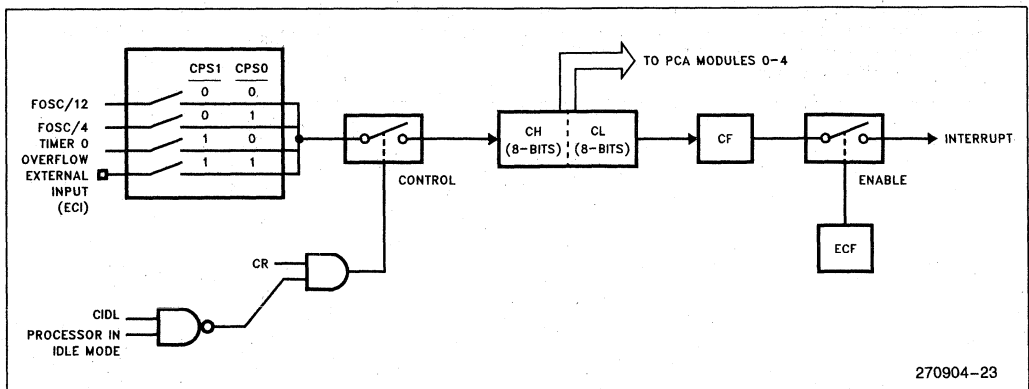 CPS1 CPS0
FOSC/12
0 0
FOSC/4
0 1
TIMER 0
OVERFLOW
1 0
EXTERNAL
INPUT
(ECI)
1 1
CONTROL
TO PCA MODULES 0-4
CH
(8-BITS)
CL
(8-BITS)
CF
INTERRUPT
ENABLE
ECF
CR
CIDL
PROCESSOR IN
IDLE MODE
270904-23